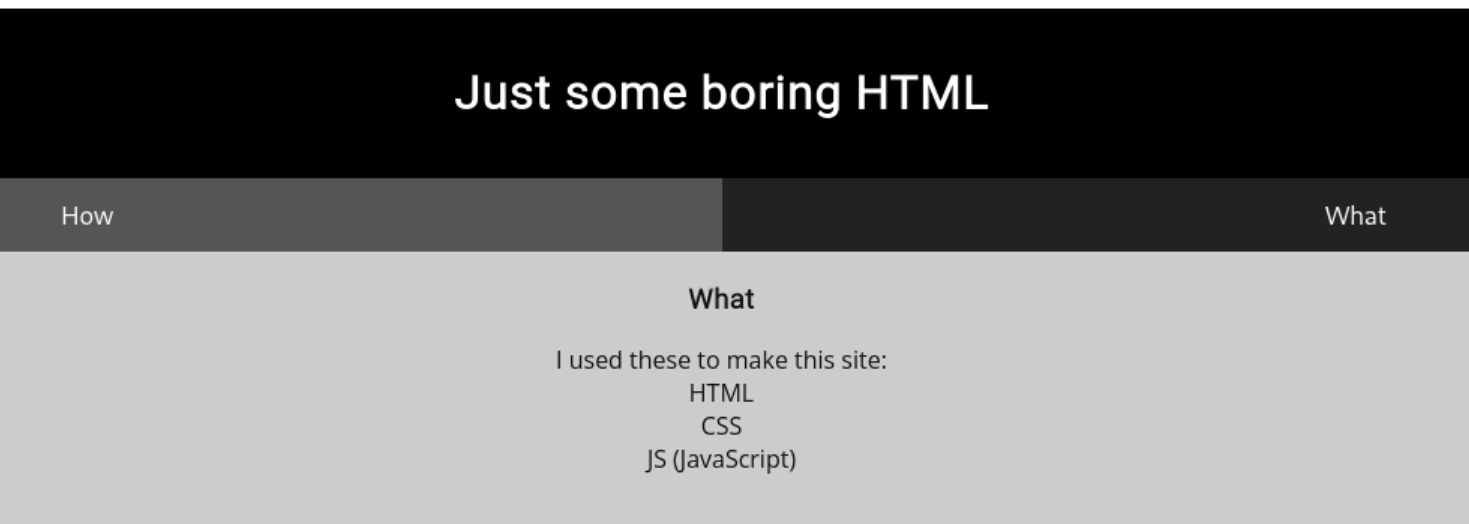 Just some boring HTML
How
What
What
I used these to make this site:
HTML
CSS
JS (JavaScript)